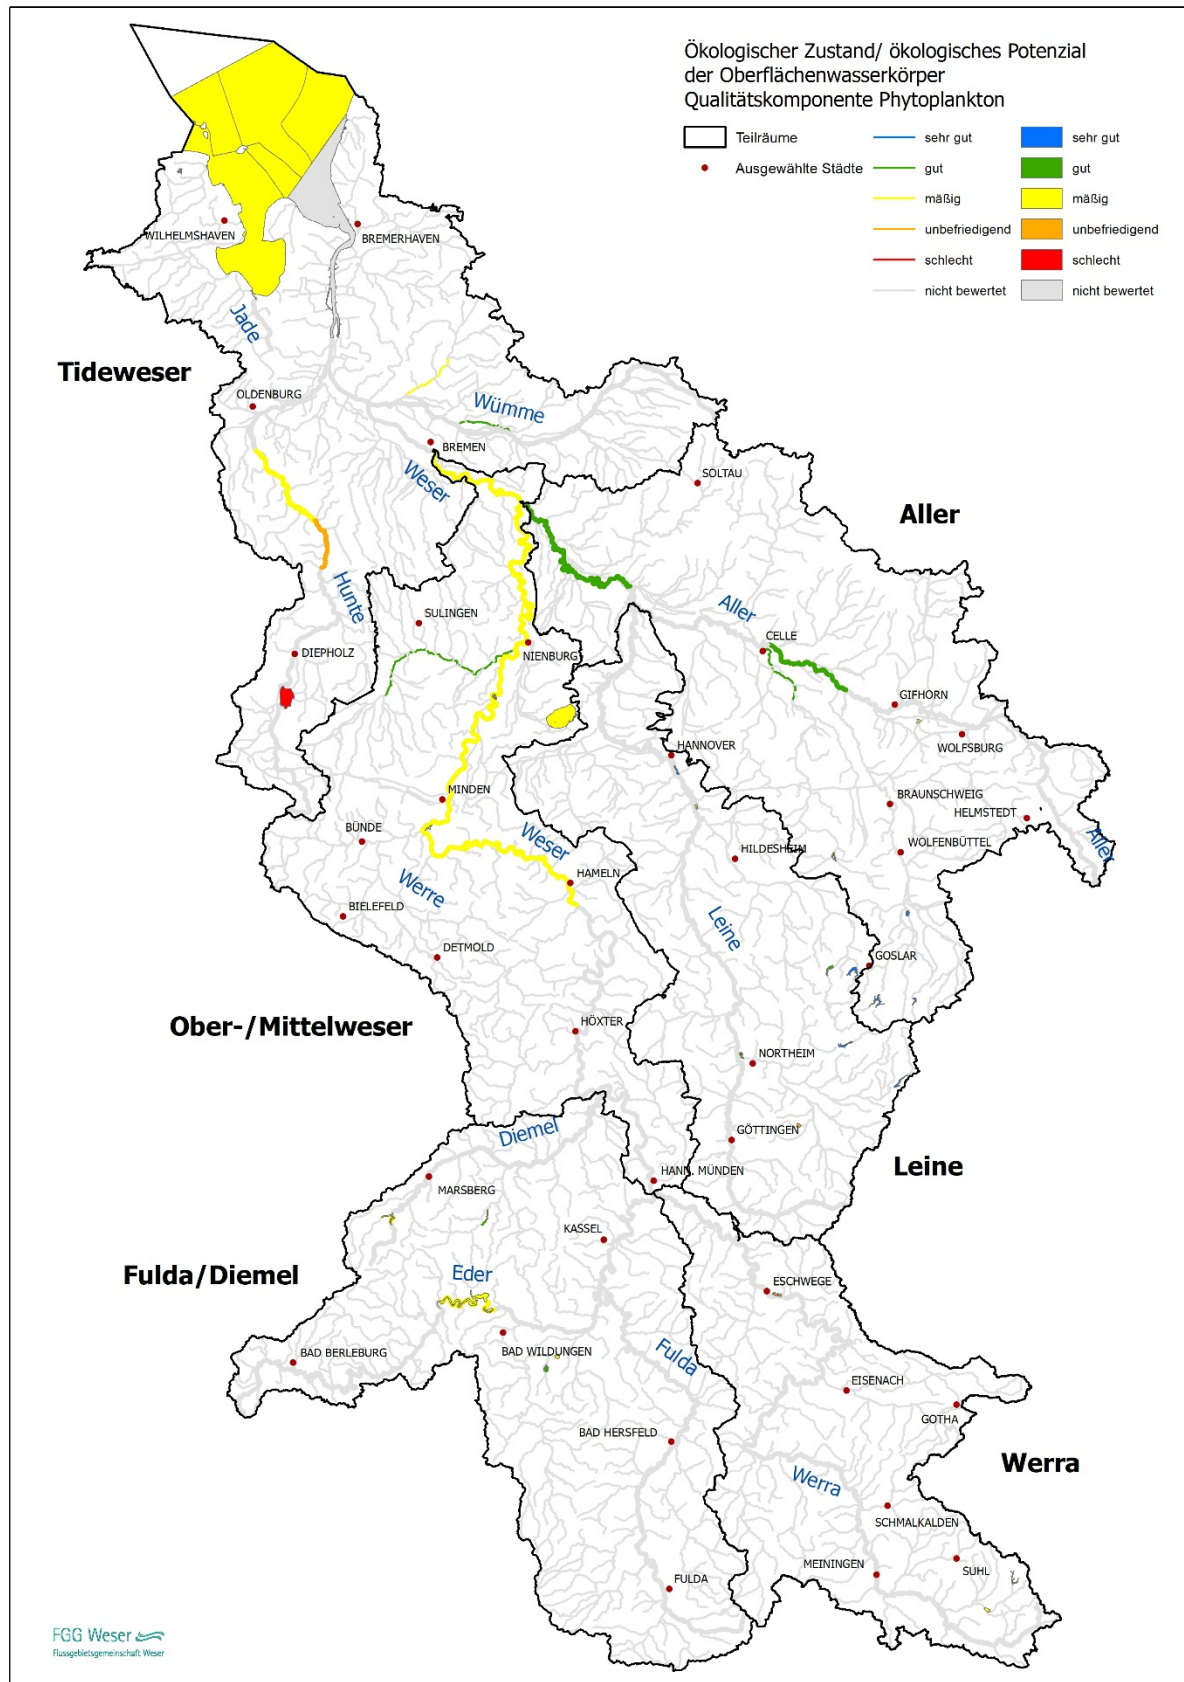 Ökologischer Zustand/ ökologisches Potenzial
der Oberflächenwasserkörper
Qualitätskomponente Phytoplankton
Teilräume
Ausgewählte Städte
sehr gut
gut
mäßig
unbefriedigend
schlecht
nicht bewertet
sehr gut
gut
mäßig
unbefriedigend
schlecht
nicht bewertet
WILHELMSHAVEN
BREMERHAVEN
Jade
Tideweser
OLDENBURG
Wümme
BREMEN
Weser
SOLTAU
Aller
Hunte
SULINGEN
Aller
CELLE
DIEPHOLZ
NIENBURG
GIFHORN
WOLFSBURG
HANNOVER
MINDEN
BRAUNSCHWEIG
HELMSTEDT
BÜNDE
Weser
WOLFENBÜTTEL
Aller
HILDESHEIM
Werre
HAMELN
BIELEFELD
Leine
DETMOLD
GOSLAR
Ober-/Mittelweser
HÖXTER
NORTHEIM
Diemel
GÖTTINGEN
Leine
HANN. MÜNDEN
MARSBERG
KASSEL
Fulda/Diemel
Eder
ESCHWEGE
BAD WILDUNGEN
Fulda
BAD BERLEBURG
EISENACH
GOTHA
BAD HERSFELD
Werra
Werra
SCHMALKALDEN
MEININGEN
SUHL
FULDA
FGG Weser
Flussgebietsgemeinschaft Weser